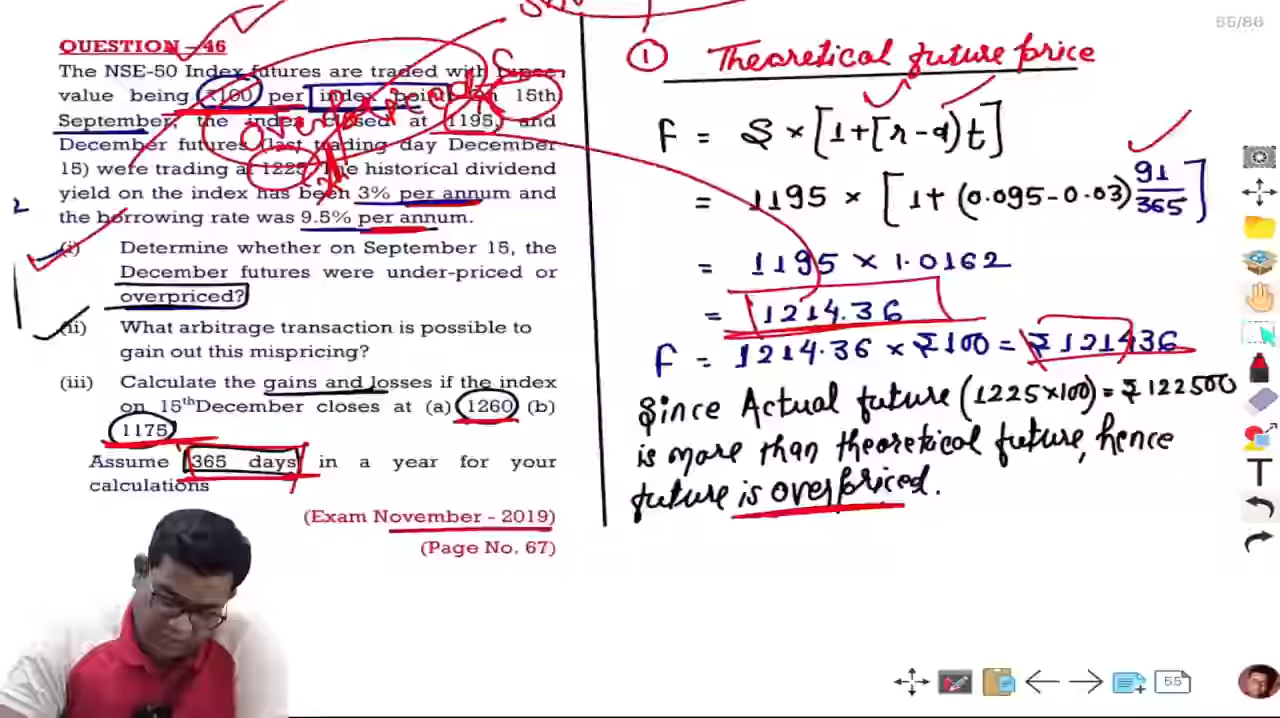 55/86
QUESTION - 46
The NSE-50 Index futures are traded with rupee
value being ₹100 per index point. On 15th
September, the index closed at 1195, and
December futures (last trading day December
15) were trading at 1225. The historical dividend
yield on the index has been 3% per annum and
the borrowing rate was 9.5% per annum.
overpriced
(i) Determine whether on September 15, the
December futures were under-priced or
overpriced?
(ii) What arbitrage transaction is possible to
gain out this mispricing?
(iii) Calculate the gains and losses if the index
on 15thDecember closes at (a) 1260 (b)
1175
Assume 365 days in a year for your
calculations
(Exam November - 2019)
(Page No. 67)
① Theoretical future price
F = S × [1+[r-d)t]
= 1195 × [1+ (0.095-0.03) 91/365]
= 1195 × 1.0162
= 1214.36
F = 1214.36 × ₹100 = ₹121436
Since Actual future (1225×100) = ₹122500
is more than theoretical future, hence
future is overpriced.
T
55